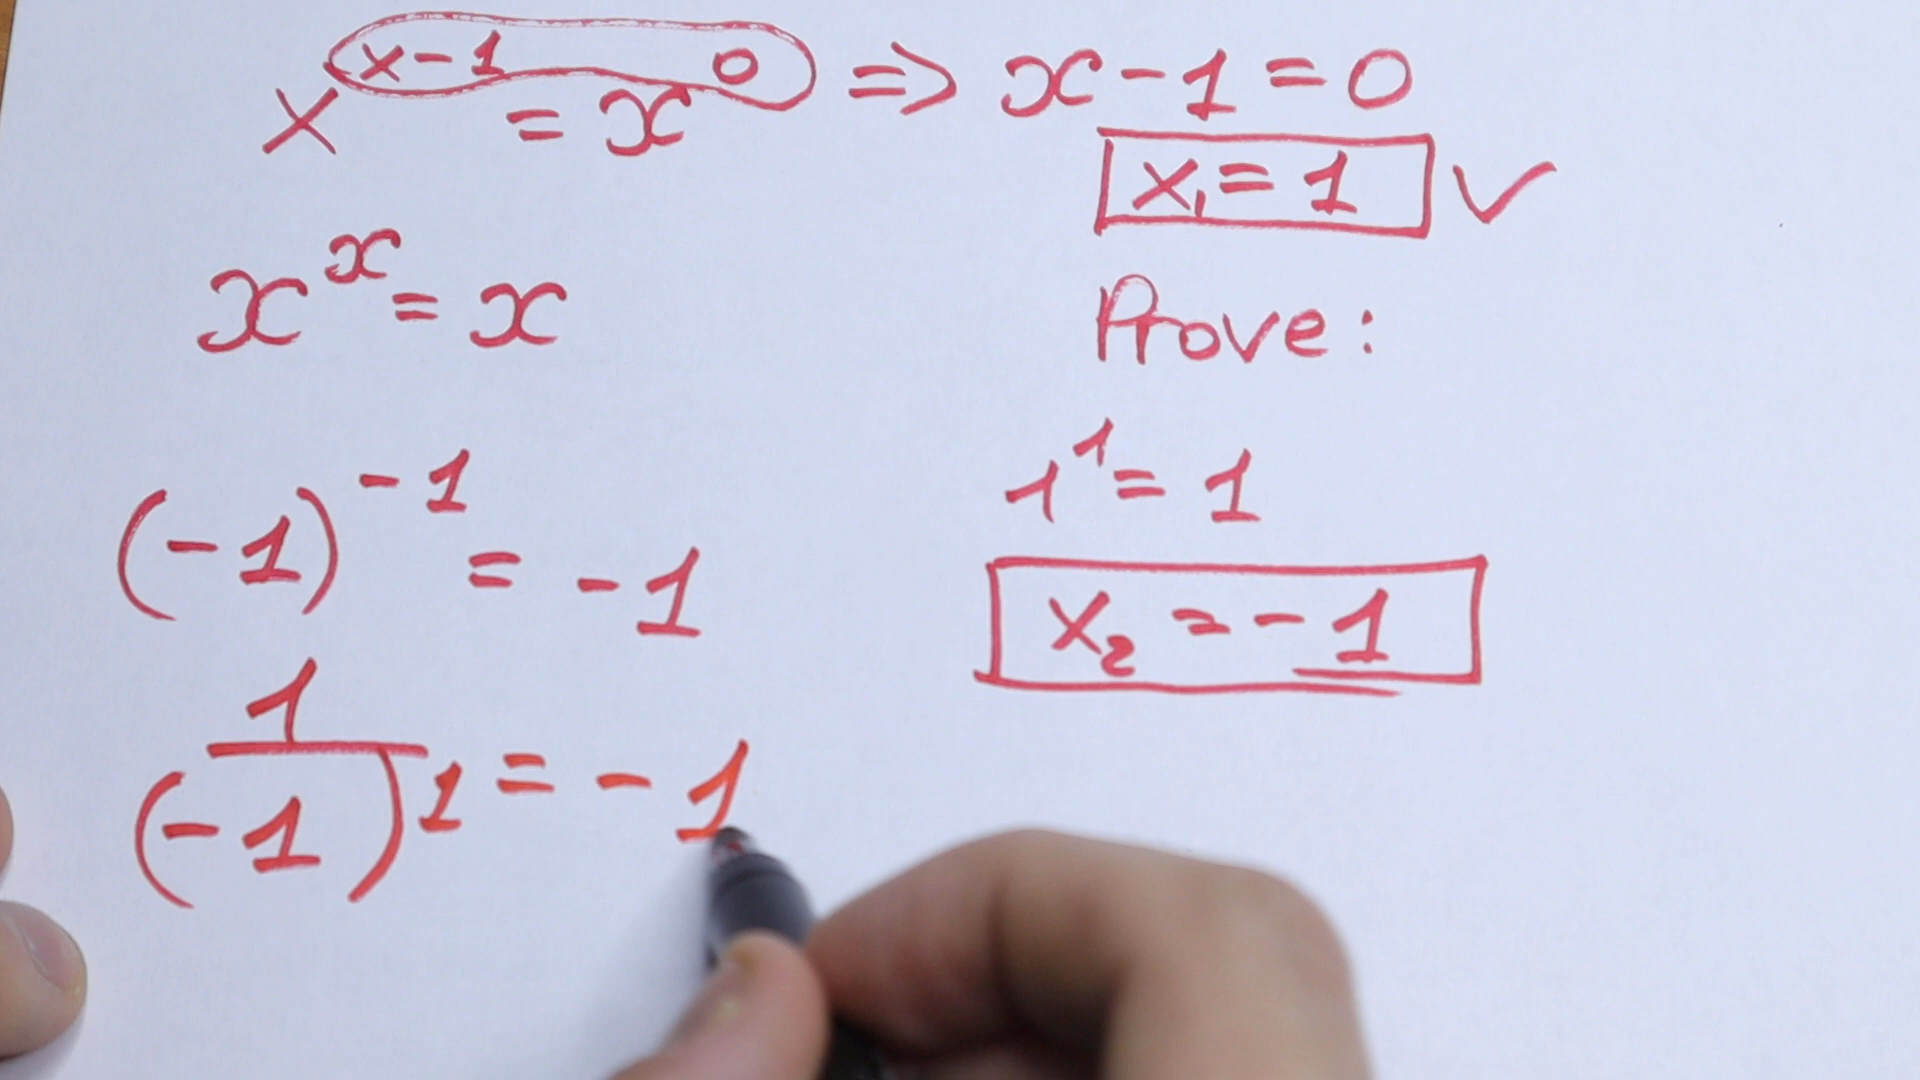 x^(x-1) = x^0 => x-1=0
x₁=1 ✓
x^x = x
Prove:
(-1)^(-1) = -1
1^1 = 1
x₂ = -1
1/(-1)^1 = -1